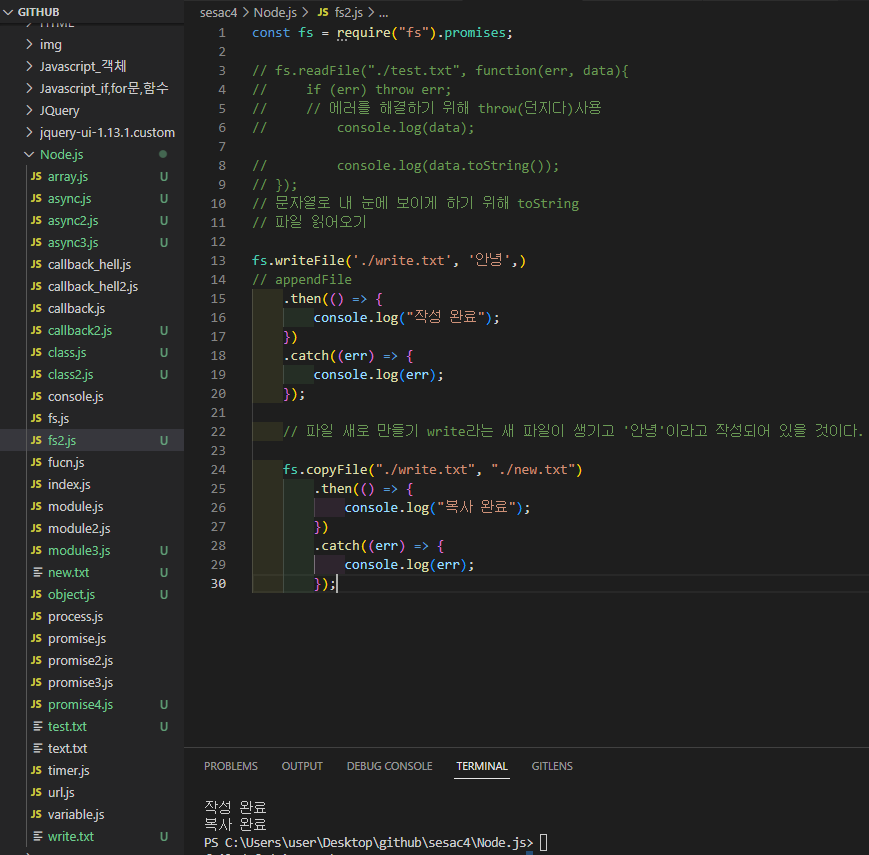 GITHUB
HTML
img
Javascript_객체
Javascript_if,for문,함수
JQuery
jquery-ui-1.13.1.custom
Node.js
JS array.js U
JS async.js U
JS async2.js U
JS async3.js U
JS callback_hell.js
JS callback_hell2.js
JS callback.js
JS callback2.js U
JS class.js U
JS class2.js U
JS console.js
JS fs.js
JS fs2.js U
JS fucn.js
JS index.js
JS module.js
JS module2.js
JS module3.js U
new.txt U
JS object.js U
JS process.js
JS promise.js
JS promise2.js
JS promise3.js
JS promise4.js U
test.txt U
text.txt
JS timer.js
JS url.js
JS variable.js
write.txt U
sesac4 > Node.js > JS fs2.js > ...
1 const fs = require("fs").promises;
2
3 // fs.readFile("./test.txt", function(err, data){
4 //     if (err) throw err;
5 //     // 에러를 해결하기 위해 throw(던지다)사용
6 //         console.log(data);
7
8 //         console.log(data.toString());
9 // });
10 // 문자열로 내 눈에 보이게 하기 위해 toString
11 // 파일 읽어오기
12
13 fs.writeFile('./write.txt', '안녕',)
14 // appendFile
15     .then(() => {
16         console.log("작성 완료");
17     })
18     .catch((err) => {
19         console.log(err);
20     });
21
22     // 파일 새로 만들기 write라는 새 파일이 생기고 '안녕'이라고 작성되어 있을 것이다.
23
24     fs.copyFile("./write.txt", "./new.txt")
25         .then(() => {
26             console.log("복사 완료");
27         })
28         .catch((err) => {
29             console.log(err);
30         });
PROBLEMS OUTPUT DEBUG CONSOLE TERMINAL GITLENS
작성 완료
복사 완료
PS C:\Users\user\Desktop\github\sesac4\Node.js>